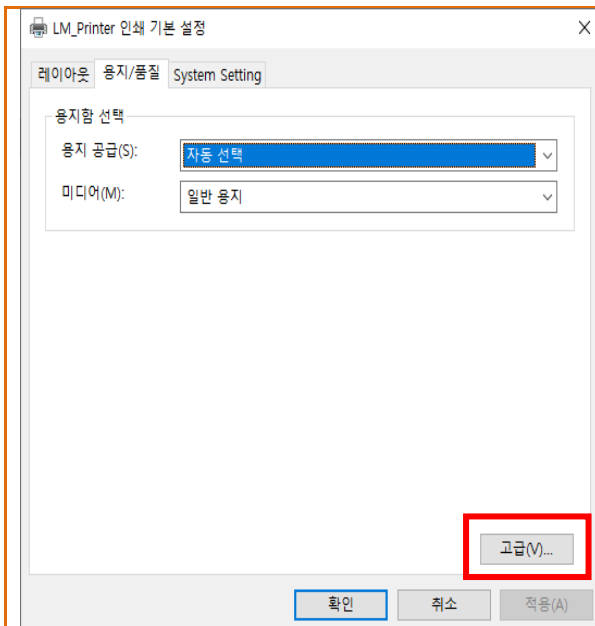 LM_Printer 인쇄 기본 설정
레이아웃 용지/품질 System Setting
용지함 선택
용지 공급(S): 자동 선택
미디어(M): 일반 용지
고급(V)...
확인 취소 적용(A)